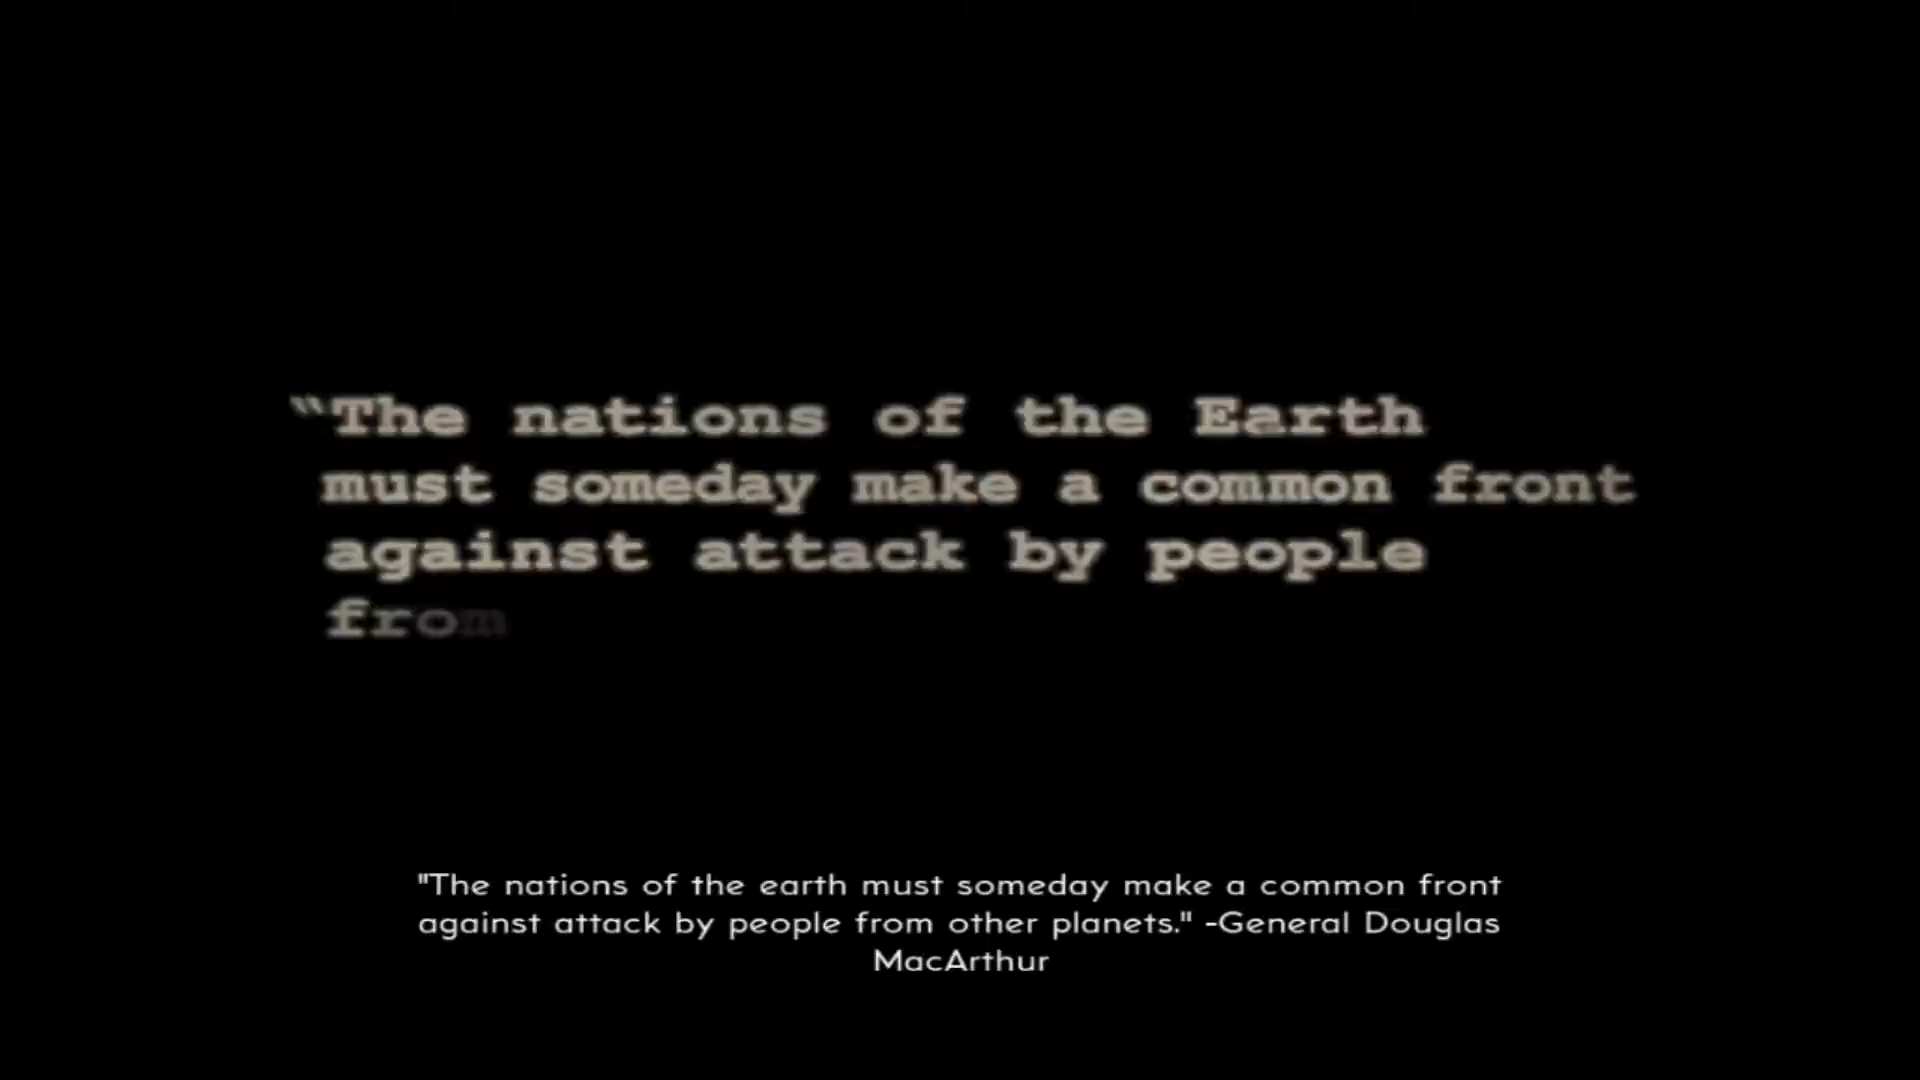 “The nations of the Earth
must someday make a common front
against attack by people
from
"The nations of the earth must someday make a common front
against attack by people from other planets." -General Douglas
MacArthur